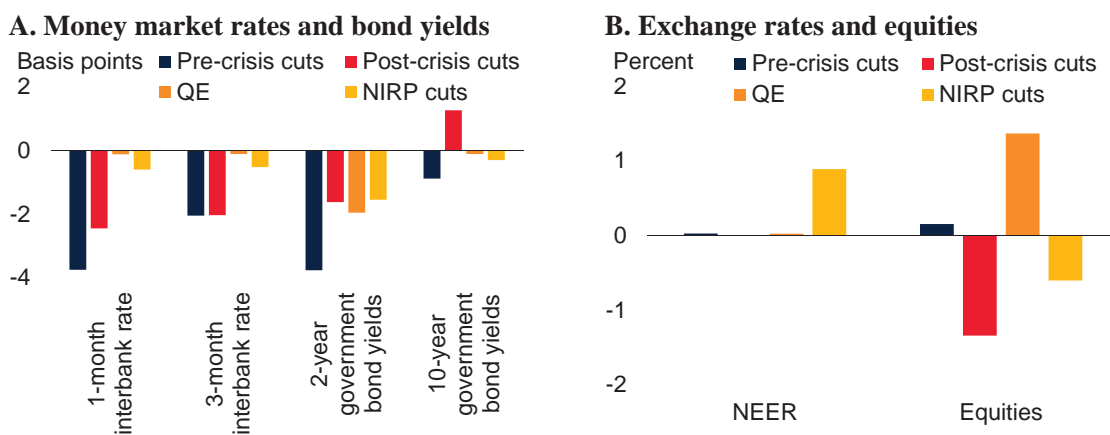 A. Money market rates and bond yields
Basis points
Pre-crisis cuts
Post-crisis cuts
QE
NIRP cuts
2
0
-2
-4
1-month
interbank rate
3-month
interbank rate
2-year
government
bond yields
10-year
government
bond yields
B. Exchange rates and equities
Percent
Pre-crisis cuts
Post-crisis cuts
QE
NIRP cuts
2
1
0
-1
-2
NEER
Equities